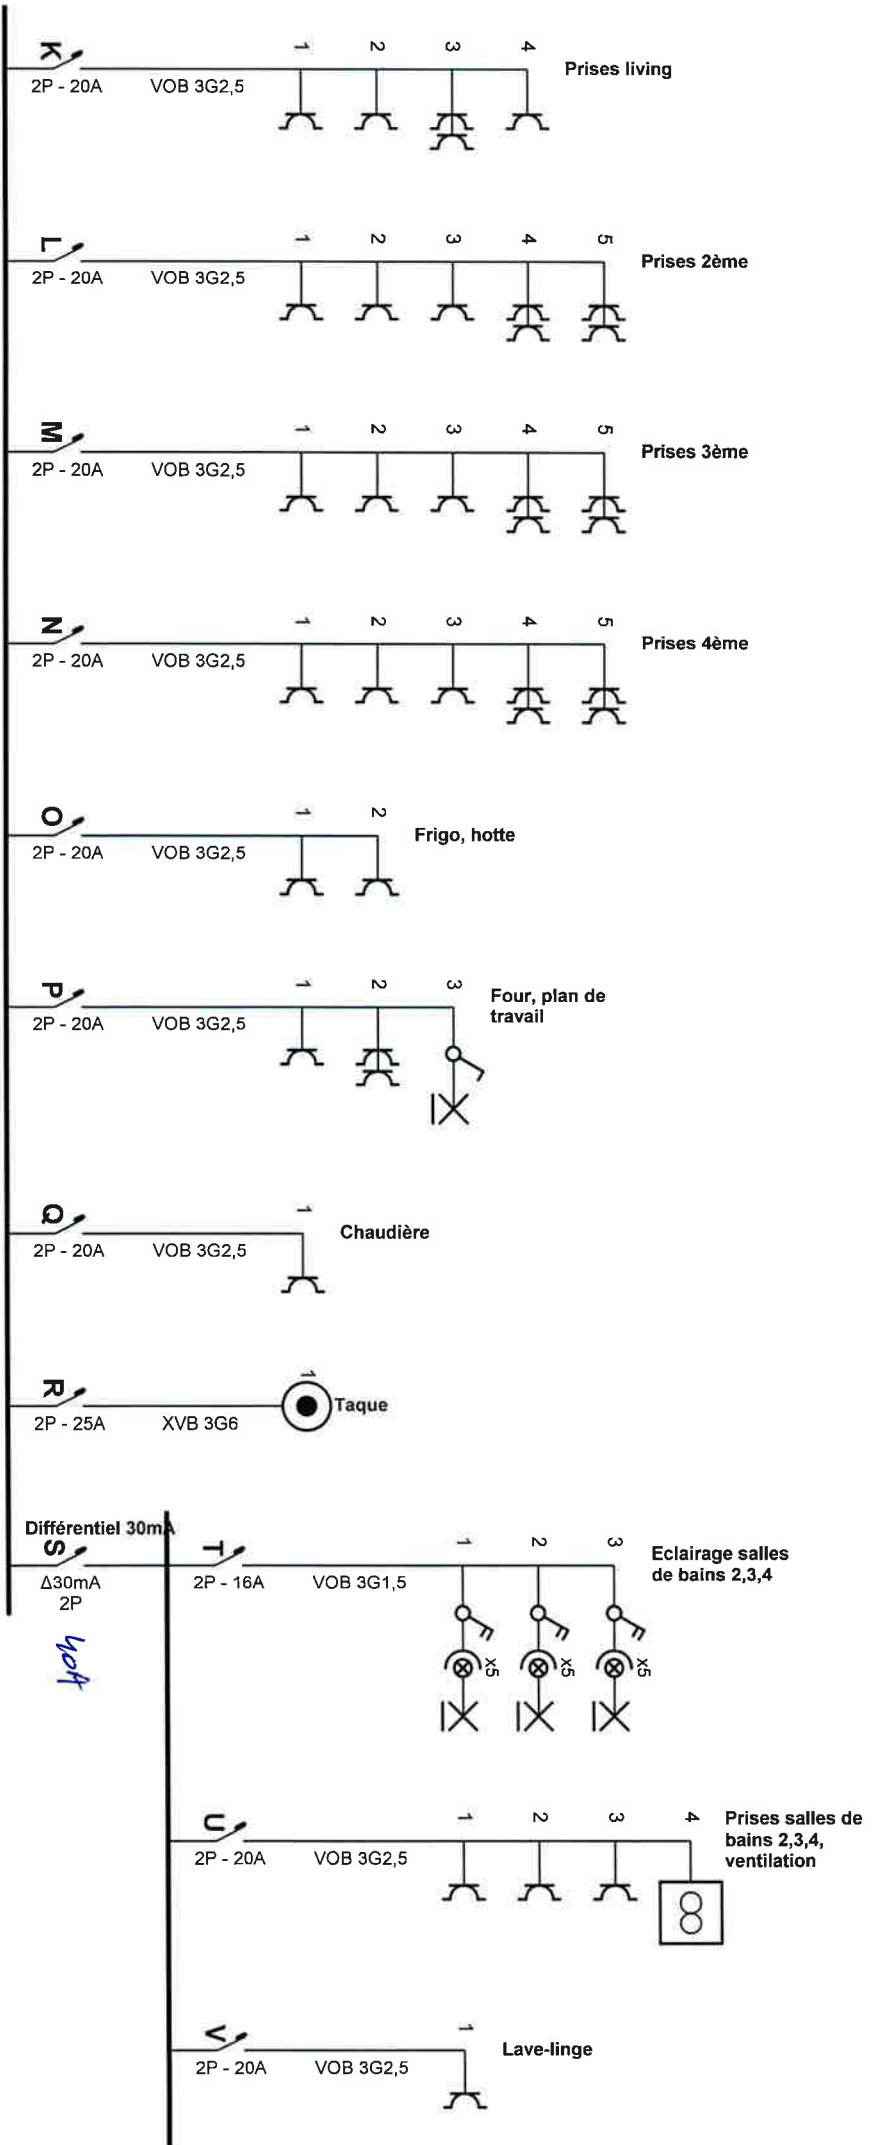 K 1 2 3 4 Prises living
2P - 20A VOB 3G2,5
L 1 2 3 4 5 Prises 2ème
2P - 20A VOB 3G2,5
M 1 2 3 4 5 Prises 3ème
2P - 20A VOB 3G2,5
N 1 2 3 4 5 Prises 4ème
2P - 20A VOB 3G2,5
O 1 2 Frigo, hotte
2P - 20A VOB 3G2,5
P 1 2 3 Four, plan de
travail
2P - 20A VOB 3G2,5
Q 1 Chaudière
2P - 20A VOB 3G2,5
R 1 Taque
2P - 25A XVB 3G6
Différentiel 30mA
S T 1 2 3 Eclairage salles
de bains 2,3,4
Δ30mA 2P - 16A VOB 3G1,5
2P
40A
x5 x5 x5
U 1 2 3 4 Prises salles de
bains 2,3,4,
ventilation
2P - 20A VOB 3G2,5
V 1 Lave-linge
2P - 20A VOB 3G2,5